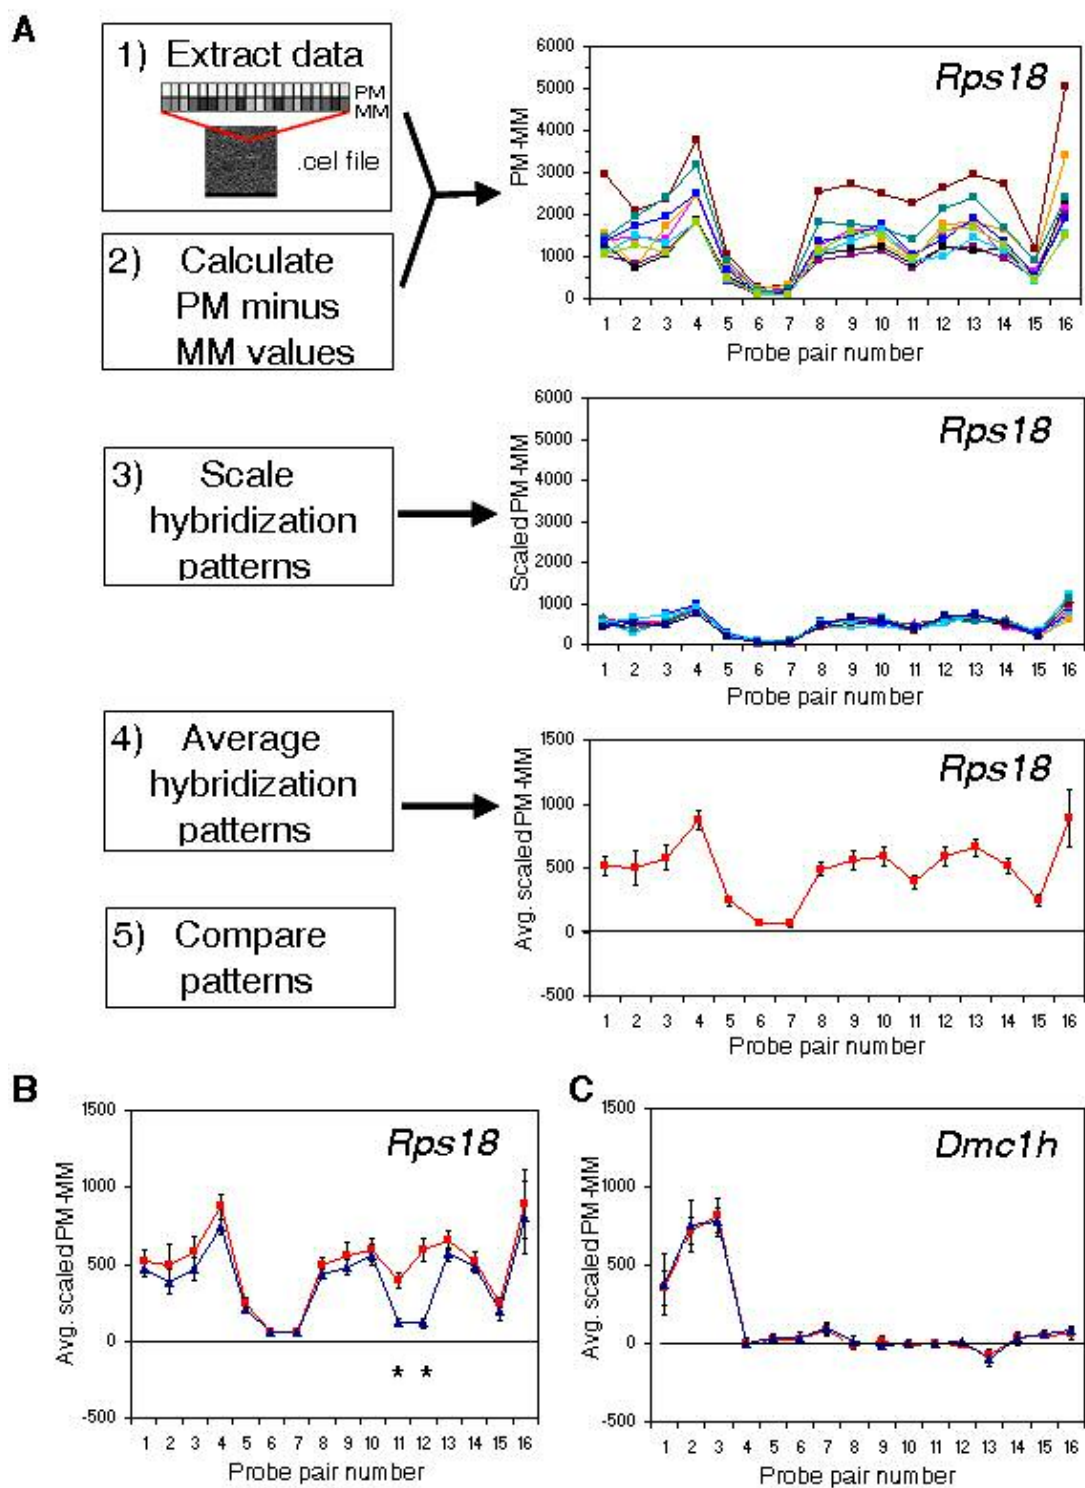 A
1) Extract data
PM
MM
.cel file
2) Calculate
PM minus
MM values
Rps18
PM-MM
6000
5000
4000
3000
2000
1000
0
1 2 3 4 5 6 7 8 9 10 11 12 13 14 15 16
Probe pair number
3) Scale
hybridization
patterns
Rps18
Scaled PM-MM
6000
5000
4000
3000
2000
1000
0
1 2 3 4 5 6 7 8 9 10 11 12 13 14 15 16
Probe pair number
4) Average
hybridization
patterns
Rps18
Avg. scaled PM-MM
1500
1000
500
0
-500
1 2 3 4 5 6 7 8 9 10 11 12 13 14 15 16
Probe pair number
5) Compare
patterns
B
Rps18
Avg. scaled PM-MM
1500
1000
500
0
-500
* *
1 2 3 4 5 6 7 8 9 10 11 12 13 14 15 16
Probe pair number
C
Dmc1h
Avg. scaled PM-MM
1500
1000
500
0
-500
1 2 3 4 5 6 7 8 9 10 11 12 13 14 15 16
Probe pair number